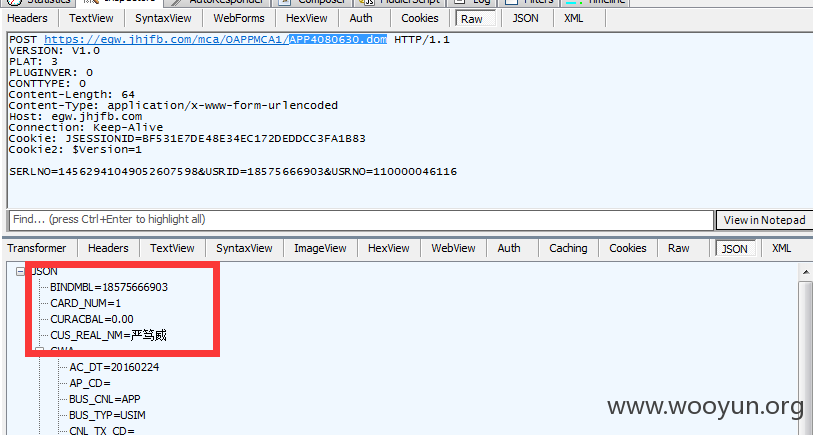 Statistics Inspectors AutoResponder Composer FiddlerScript Log Filters Timeline
Headers TextView SyntaxView WebForms HexView Auth Cookies Raw JSON XML
POST https://egw.jhjfb.com/mca/OAPPMCA1/APP4080630.dom HTTP/1.1
VERSION: V1.0
PLAT: 3
PLUGINVER: 0
CONTTYPE: 0
Content-Length: 64
Content-Type: application/x-www-form-urlencoded
Host: egw.jhjfb.com
Connection: Keep-Alive
Cookie: JSESSIONID=BF531E7DE48E34EC172DEDDCC3FA1B83
Cookie2: $Version=1
SERLNO=14562941049052607598&USRID=18575666903&USRNO=110000046116
Find... (press Ctrl+Enter to highlight all) View in Notepad
Transformer Headers TextView SyntaxView ImageView HexView WebView Auth Caching Cookies Raw JSON XML
JSON
BINDMBL=18575666903
CARD_NUM=1
CURACBAL=0.00
CUS_REAL_NM=严笃威
GWA
AC_DT=20160224
AP_CD=
BUS_CNL=APP
BUS_TYP=USIM
CNL_TX_CD=
www.wooyun.org